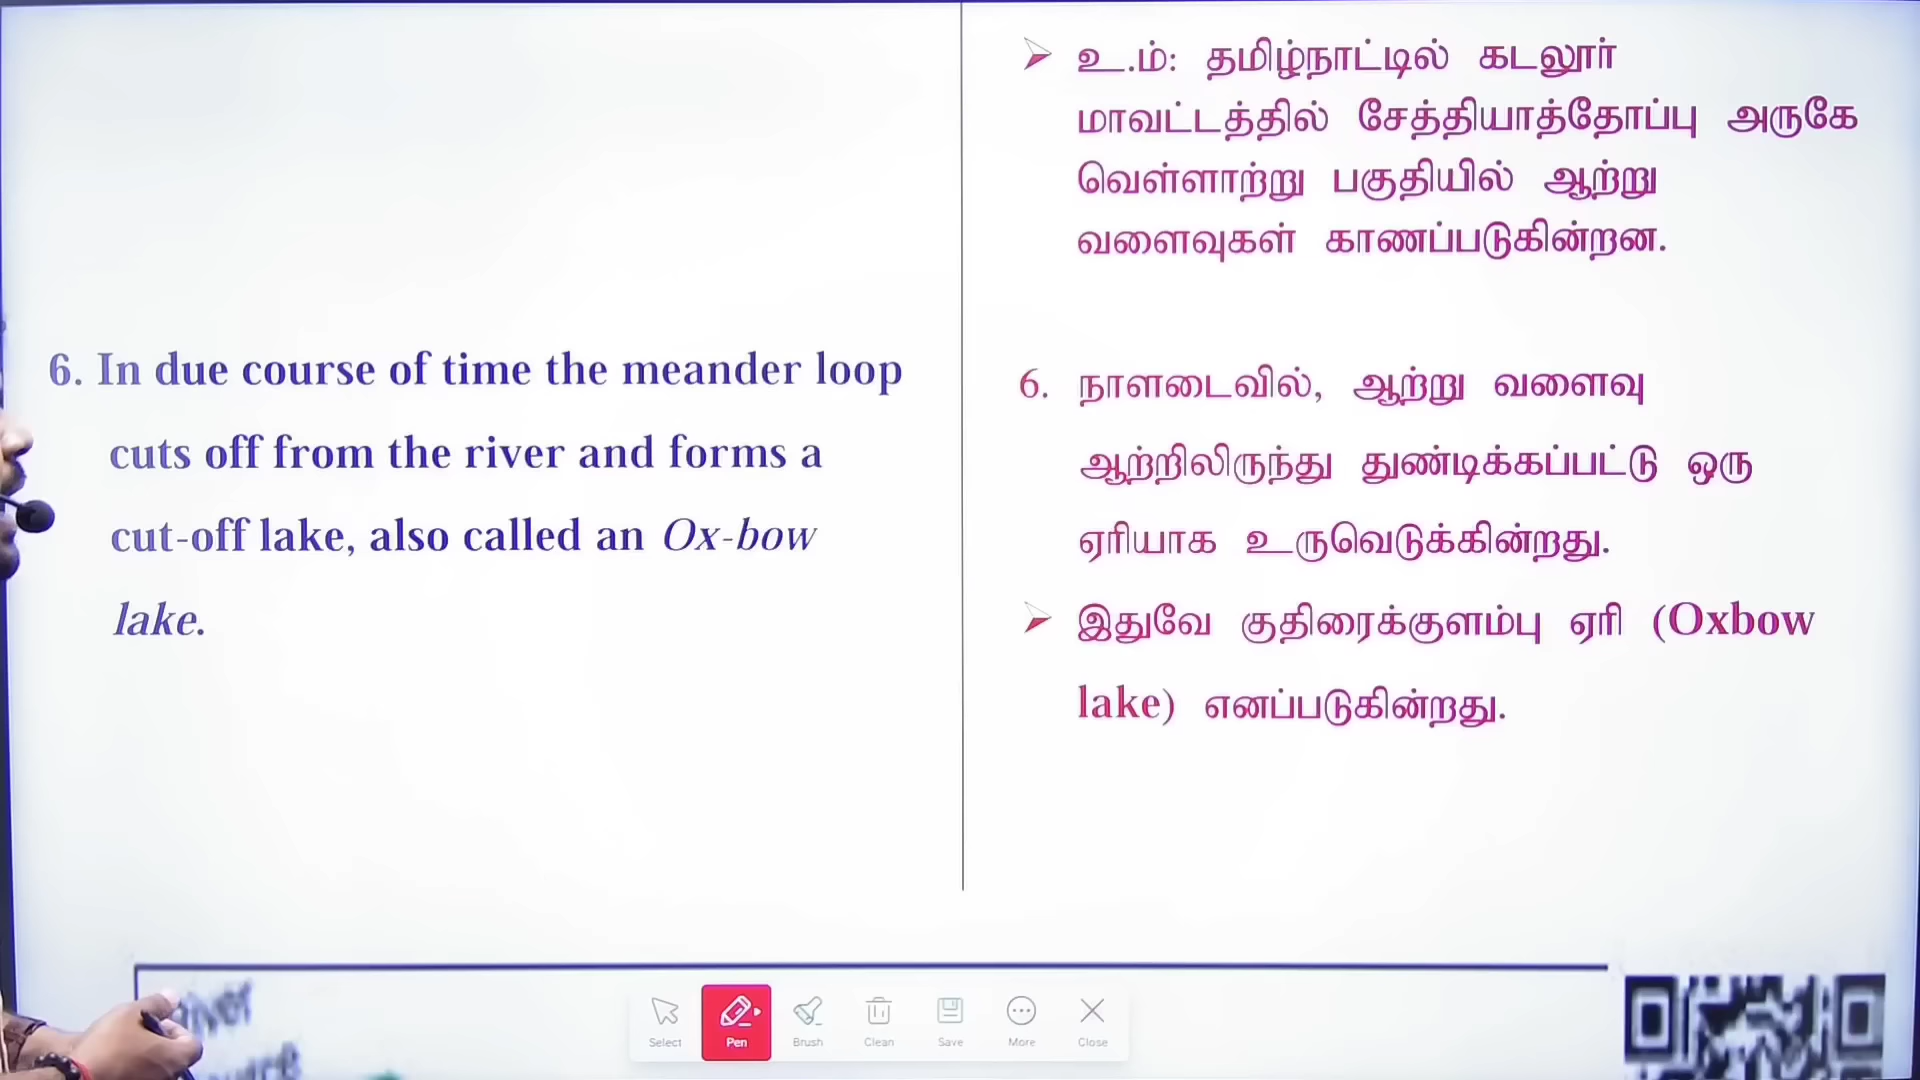 6. In due course of time the meander loop
cuts off from the river and forms a
cut-off lake, also called an Ox-bow
lake.
உ.ம்: தமிழ்நாட்டில் கடலூர்
மாவட்டத்தில் சேத்தியாத்தோப்பு அருகே
வெள்ளாற்று பகுதியில் ஆற்று
வளைவுகள் காணப்படுகின்றன.
6. நாளடைவில், ஆற்று வளைவு
ஆற்றிலிருந்து துண்டிக்கப்பட்டு ஒரு
ஏரியாக உருவெடுக்கின்றது.
இதுவே குதிரைக்குளம்பு ஏரி (Oxbow
lake) எனப்படுகின்றது.
Select Pen Brush Clean Save More Close